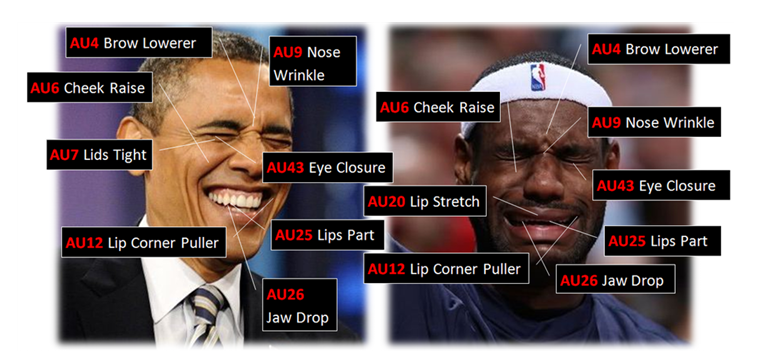 AU4 Brow Lowerer
AU9 Nose
Wrinkle
AU6 Cheek Raise
AU7 Lids Tight
AU43 Eye Closure
AU12 Lip Corner Puller
AU25 Lips Part
AU26
Jaw Drop
AU4 Brow Lowerer
AU6 Cheek Raise
AU9 Nose Wrinkle
AU43 Eye Closure
AU20 Lip Stretch
AU25 Lips Part
AU12 Lip Corner Puller
AU26 Jaw Drop